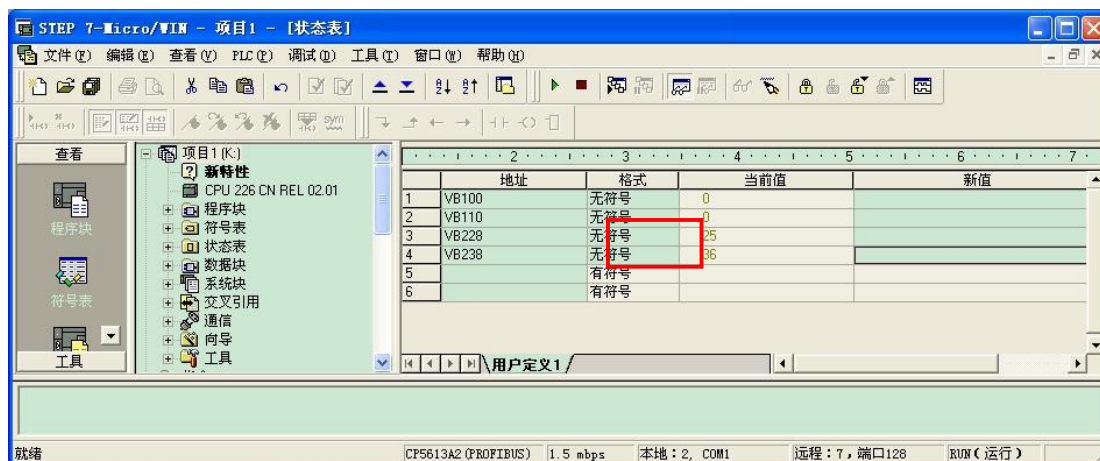 STEP 7-Micro/WIN - 项目1 - [状态表]
文件(F) 编辑(E) 查看(V) PLC(P) 调试(D) 工具(T) 窗口(W) 帮助(H)
查看
程序块
符号表
工具
项目1 (K:)
新特性
CPU 226 CN REL 02.01
程序块
符号表
状态表
数据块
系统块
交叉引用
通信
向导
工具
2 3 4 5 6 7
地址 格式 当前值 新值
1 VB100 无符号 0
2 VB110 无符号 0
3 VB228 无符号 25
4 VB238 无符号 36
5 有符号
6 有符号
用户定义1
就绪 CP5613A2(PROFIBUS) 1.5 mbps 本地：2, COM1 远程：7，端口128 RUN(运行)